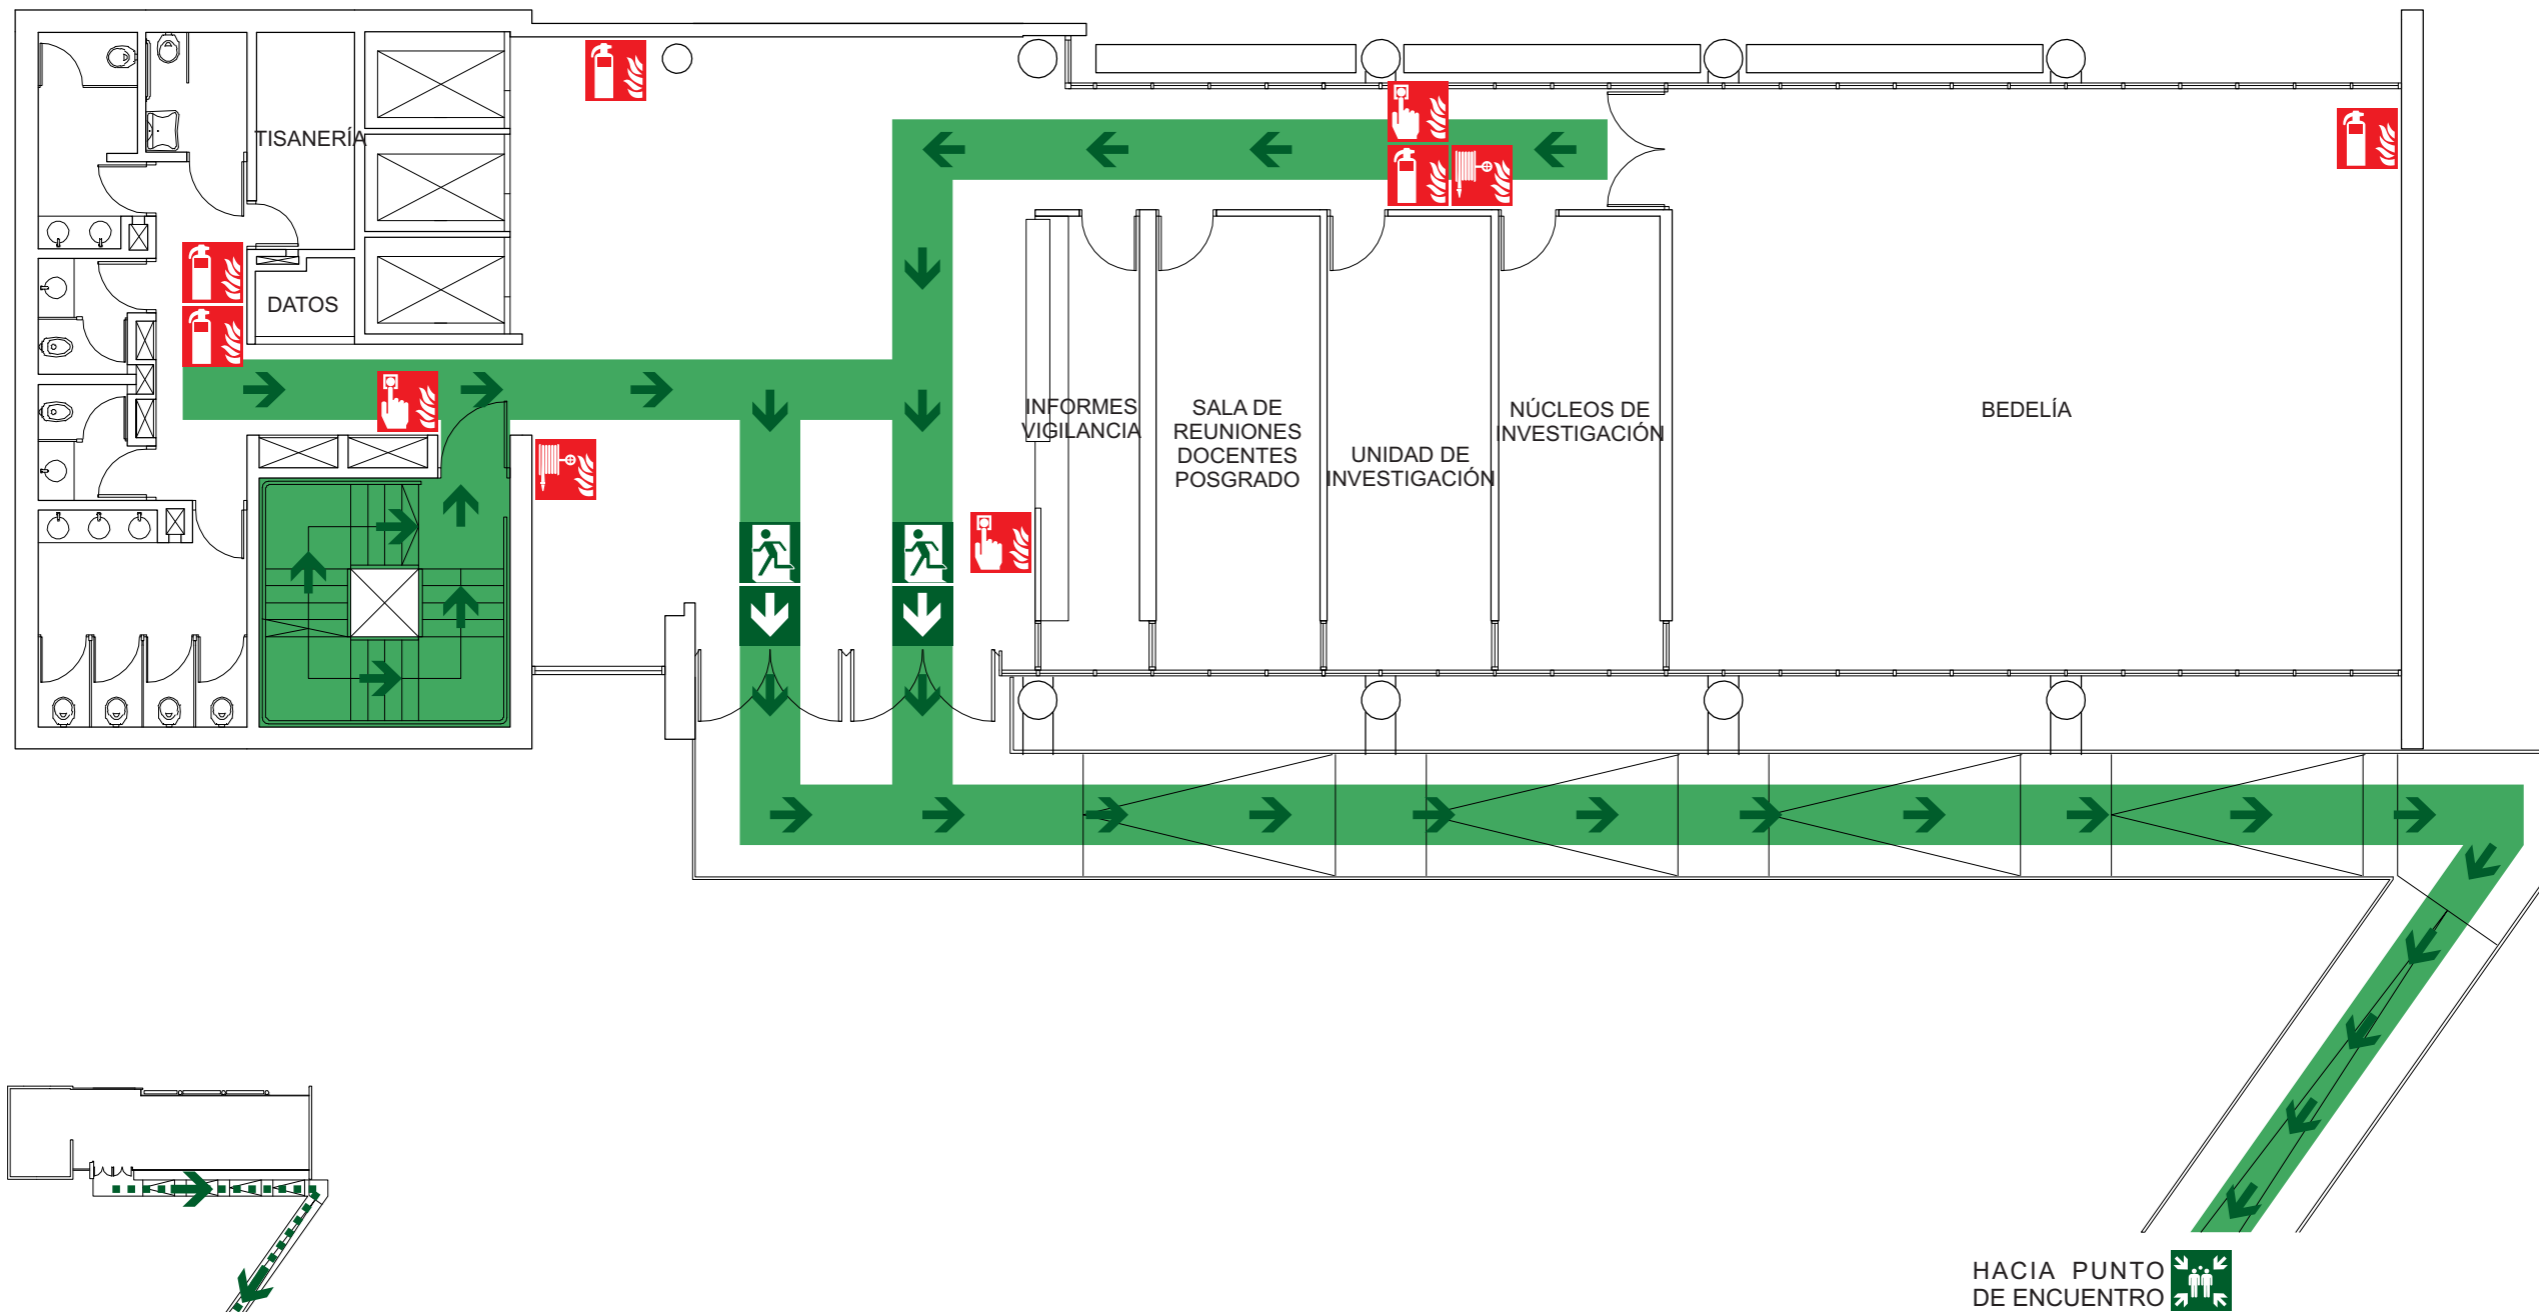 TISANERÍA
DATOS
INFORMES
VIGILANCIA
SALA DE
REUNIONES
DOCENTES
POSGRADO
UNIDAD DE
INVESTIGACIÓN
NÚCLEOS DE
INVESTIGACIÓN
BEDELÍA
HACIA PUNTO
DE ENCUENTRO